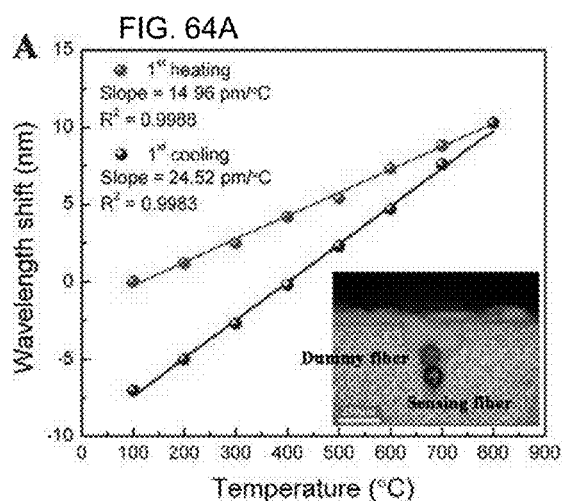 FIG. 64A
A
15
10
5
0
-5
-10
Wavelength shift (nm)
1st heating
Slope = 14.96 pm/°C
R² = 0.9988
1st cooling
Slope = 24.52 pm/°C
R² = 0.9983
Dummy fiber
Sensing fiber
0 100 200 300 400 500 600 700 800 900
Temperature (°C)